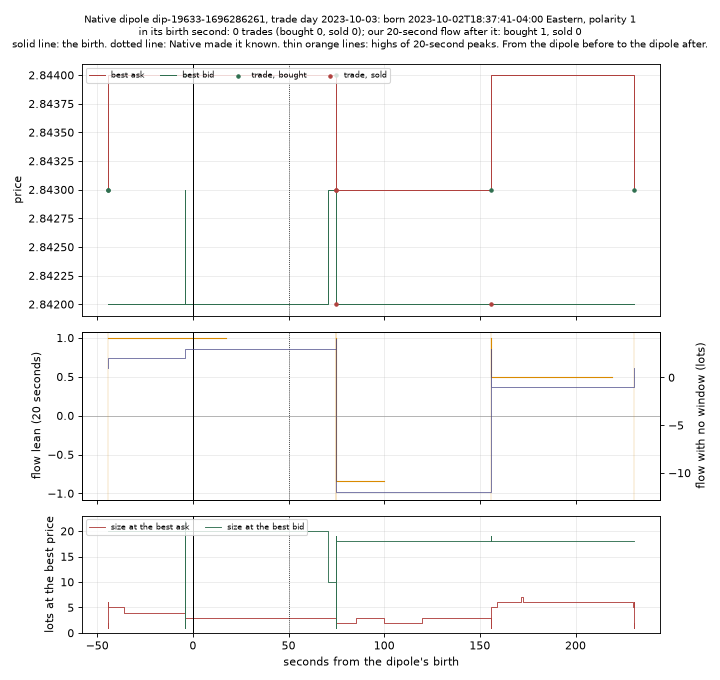 Native dipole dip-19633-1696286261, trade day 2023-10-03: born 2023-10-02T18:37:41-04:00 Eastern, polarity 1
in its birth second: 0 trades (bought 0, sold 0); our 20-second flow after it: bought 1, sold 0
solid line: the birth. dotted line: Native made it known. thin orange lines: highs of 20-second peaks. From the dipole before to the dipole after.
best ask best bid trade, bought trade, sold
2.84400
2.84375
2.84350
2.84325
2.84300
2.84275
2.84250
2.84225
2.84200
price
1.0
0.5
0.0
−0.5
−1.0
flow lean (20 seconds)
0
−5
−10
flow with no window (lots)
size at the best ask size at the best bid
20
15
10
5
0
lots at the best price
−50 0 50 100 150 200
seconds from the dipole's birth